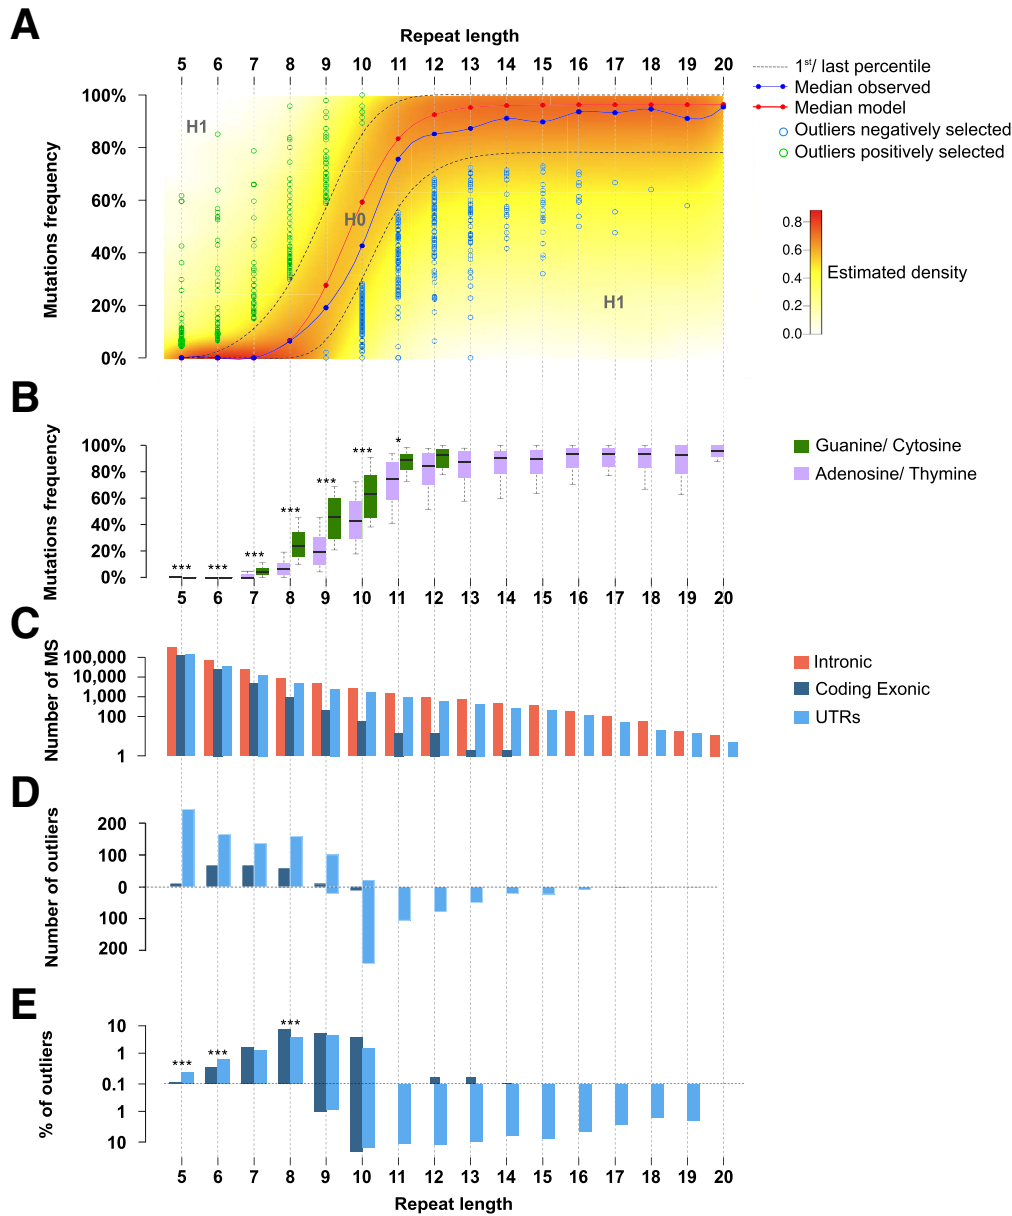 A
Repeat length
5 6 7 8 9 10 11 12 13 14 15 16 17 18 19 20
Mutations frequency
100%
80%
60%
40%
20%
0%
H1
H0
H1
1st/ last percentile
Median observed
Median model
Outliers negatively selected
Outliers positively selected
0.8
0.6
0.4
0.2
0.0
Estimated density
B
Mutations frequency
100%
80%
60%
40%
20%
0%
*** *** *** *** *** *** *
5 6 7 8 9 10 11 12 13 14 15 16 17 18 19 20
Guanine/ Cytosine
Adenosine/ Thymine
C
Number of MS
100,000
10,000
1,000
100
1
Intronic
Coding Exonic
UTRs
D
Number of outliers
200
100
0
100
200
E
% of outliers
10
1
0.1
1
10
*** *** ***
5 6 7 8 9 10 11 12 13 14 15 16 17 18 19 20
Repeat length